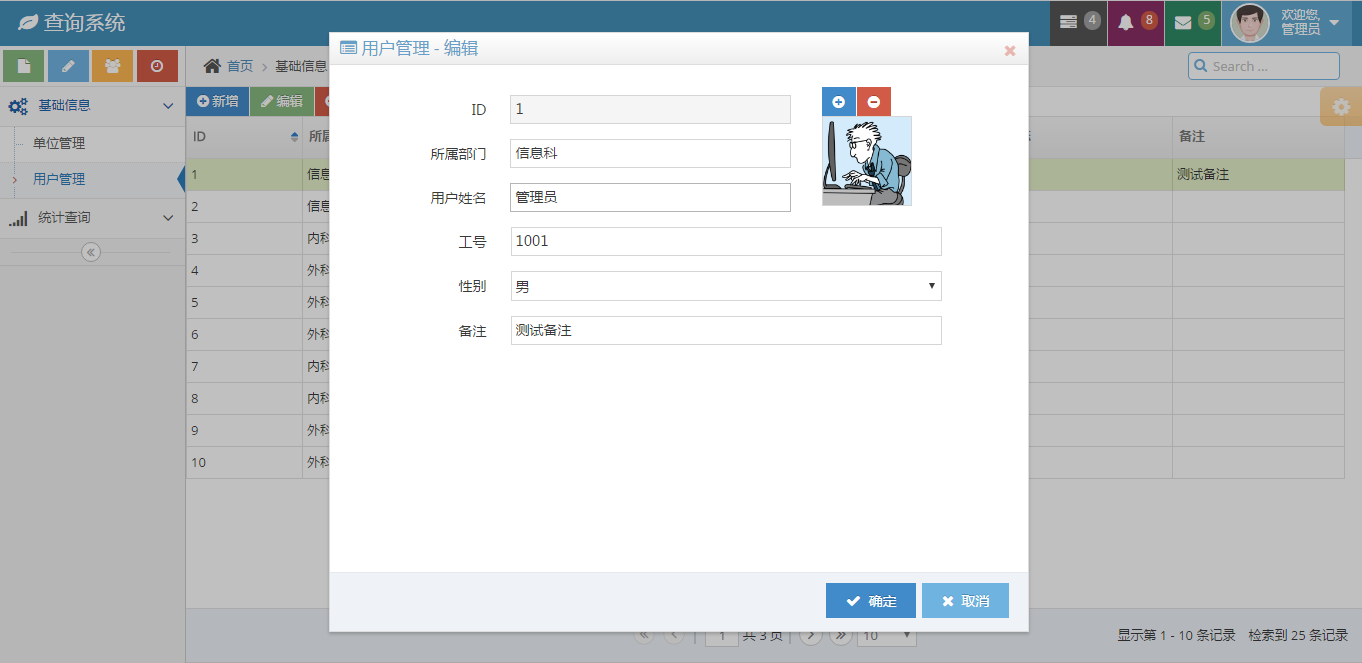 查询系统
4
8
5
欢迎您,
管理员
首页
基础信息
Search ...
基础信息
单位管理
用户管理
统计查询
新增
编辑
ID
备注
1
信息
测试备注
2
信息
3
内科
4
外科
5
外科
6
外科
7
内科
8
内科
9
外科
10
外科
用户管理 - 编辑
ID
1
所属部门
信息科
用户姓名
管理员
工号
1001
性别
男
备注
测试备注
确定
取消
1
共 3 页
10
显示第 1 - 10 条记录
检索到 25 条记录